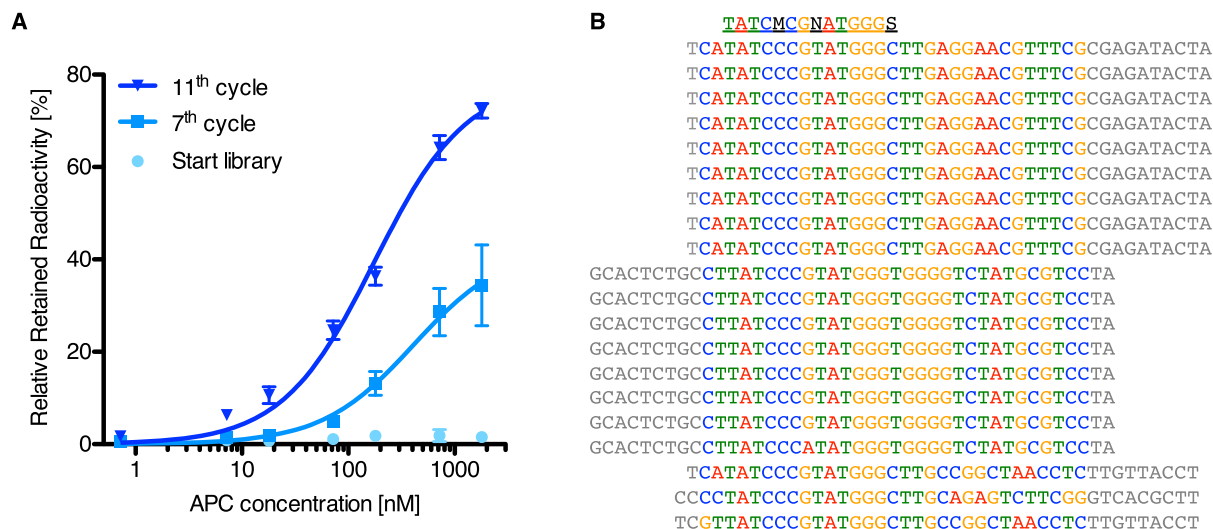 A
Relative Retained Radioactivity [%]
80
60
40
20
0
11th cycle
7th cycle
Start library
1
10
100
1000
APC concentration [nM]
B
TATCMCGNATGGGS
TCATATCCCGTATGGGCTTGAGGAACGTTTCGCGAGATACTA
TCATATCCCGTATGGGCTTGAGGAACGTTTCGCGAGATACTA
TCATATCCCGTATGGGCTTGAGGAACGTTTCGCGAGATACTA
TCATATCCCGTATGGGCTTGAGGAACGTTTCGCGAGATACTA
TCATATCCCGTATGGGCTTGAGGAACGTTTCGCGAGATACTA
TCATATCCCGTATGGGCTTGAGGAACGTTTCGCGAGATACTA
TCATATCCCGTATGGGCTTGAGGAACGTTTCGCGAGATACTA
TCATATCCCGTATGGGCTTGAGGAACGTTTCGCGAGATACTA
TCATATCCCGTATGGGCTTGAGGAACGTTTCGCGAGATACTA
GCACTCTGCCTTATCCCGTATGGGTGGGGTCTATGCGTCCTA
GCACTCTGCCTTATCCCGTATGGGTGGGGTCTATGCGTCCTA
GCACTCTGCCTTATCCCGTATGGGTGGGGTCTATGCGTCCTA
GCACTCTGCCTTATCCCGTATGGGTGGGGTCTATGCGTCCTA
GCACTCTGCCTTATCCCGTATGGGTGGGGTCTATGCGTCCTA
GCACTCTGCCTTATCCCGTATGGGTGGGGTCTATGCGTCCTA
GCACTCTGCCTTATCCCGTATGGGTGGGGTCTATGCGTCCTA
GCACTCTGCCTTATCCCATATGGGTGGGGTCTATGCGTCCTA
TCATATCCCGTATGGGCTTGCCGGCTAACCTCTTGTTACCT
CCCCTATCCCGTATGGGCTTGCAGAGTCTTCGGGTCACGCTT
TCGTTATCCCGTATGGGCTTGCCGGCTAACCTCTTGTTACCT